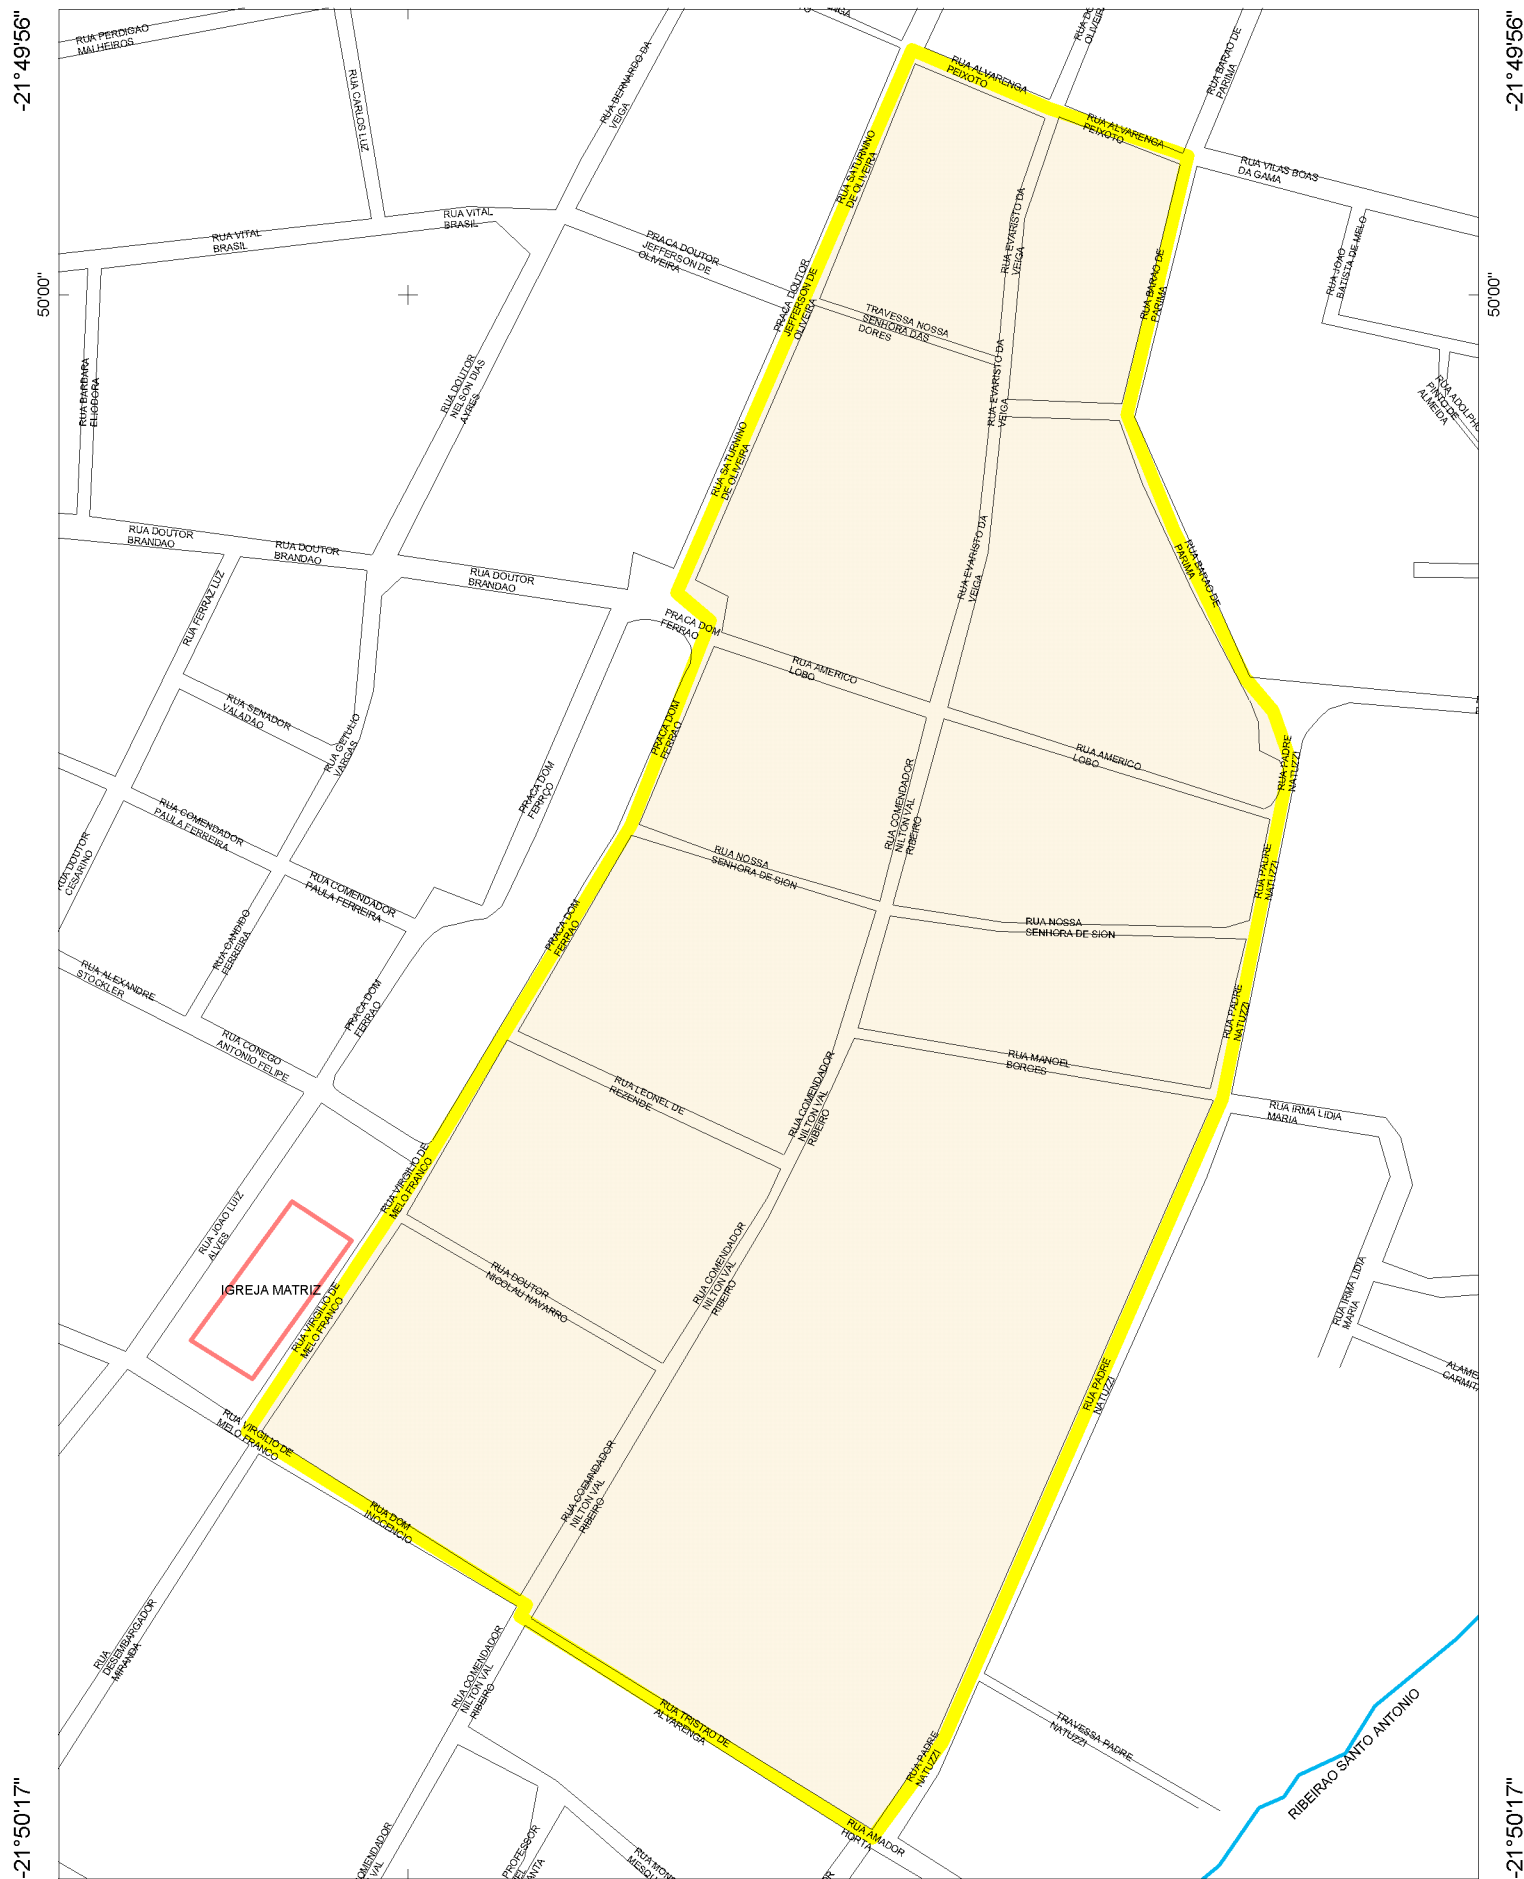 -21°49'56"
-21°49'56"
RUA PERDIGAO
MALHEIROS
RUA CARLOS LUZ
RUA BERNARDO DA
VEIGA
RUA ALVARENGA
PEIXOTO
RUA ALVARENGA
PEIXOTO
RUA BARAO DE
PARIMA
RUA VILAS BOAS
DA GAMA
RUA JOAO
BATISTA DE MELO
RUA SATURNINO
DE OLIVEIRA
RUA VITAL
BRASIL
RUA VITAL
BRASIL
PRACA DOUTOR
JEFFERSON DE
OLIVEIRA
RUA EVARISTO DA
VEIGA
PRACA DOUTOR
JEFFERSON DE
OLIVEIRA
RUA BARAO DE
PARIMA
50'00"
50'00"
TRAVESSA NOSSA
SENHORA DAS
DORES
RUA BARBARA
ELIODORA
RUA DOUTOR
NELSON DIAS
AYRES
RUA EVARISTO DA
VEIGA
RUA ADOLPHO
PINTO DE
ALMEIDA
RUA SATURNINO
DE OLIVEIRA
RUA DOUTOR
BRANDAO
RUA DOUTOR
BRANDAO
RUA DOUTOR
BRANDAO
RUA EVARISTO DA
VEIGA
RUA BARAO DE
PARIMA
RUA FERRAZ LUZ
PRACA DOM
FERRAO
RUA AMERICO
LOBO
RUA SENADOR
VALADAO
RUA GETULIO
VARGAS
PRACA DOM
FERRAO
RUA AMERICO
LOBO
RUA PADRE
NATUZZI
PRACA DOM
FERRÇO
RUA COMENDADOR
NILTON VAL
RIBEIRO
RUA COMENDADOR
PAULA FERREIRA
RUA DOUTOR
CESARINO
RUA NOSSA
SENHORA DE SION
RUA PADRE
NATUZZI
RUA COMENDADOR
PAULA FERREIRA
RUA CANDIDO
FERREIRA
PRACA DOM
FERRAO
RUA NOSSA
SENHORA DE SION
RUA ALEXANDRE
STOCKLER
PRACA DOM
FERRAO
RUA PADRE
NATUZZI
RUA CONEGO
ANTONIO FELIPE
RUA MANOEL
BORGES
RUA LEONEL DE
REZENDE
RUA COMENDADOR
NILTON VAL
RIBEIRO
RUA IRMA LIDIA
MARIA
RUA VIRGILIO DE
MELO FRANCO
RUA JOAO LUIZ
ALVES
RUA COMENDADOR
NILTON VAL
RIBEIRO
RUA DOUTOR
NICOLAU NAVARRO
IGREJA MATRIZ
RUA VIRGILIO DE
MELO FRANCO
RUA IRMA LIDIA
MARIA
RUA PADRE
NATUZZI
RUA VIRGILIO DE
MELO FRANCO
RUA DOM
INOCENCIO
RUA COEMNDADOR
NILTON VAL
RIBEIRO
RUA
DESEMBARGADOR
MIRANDA
RUA COMENDADOR
NILTON VAL
RIBEIRO
RUA TRISTAO DE
ALVARENGA
RUA PADRE
NATUZZI
TRAVESSA PADRE
NATUZZI
RIBEIRAO SANTO ANTONIO
RUA AMADOR
HORTA
PROFESSOR
-21°50'17"
-21°50'17"